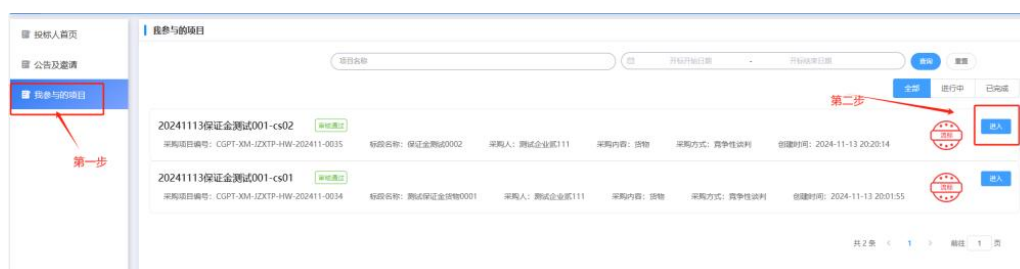 投标人首页
公告及邀请
我参与的项目
第一步
我参与的项目
项目名称
开标开始日期 - 开标结束日期
查询 重置
全部 进行中 已完成
第二步
20241113保证金测试001-cs02 审核通过
采购项目编号：CGPT-XM-JZXTP-HW-202411-0035 标段名称：保证金测试0002 采购人：测试企业贰111 采购内容：货物 采购方式：竞争性谈判 创建时间：2024-11-13 20:20:14
流标 进入
20241113保证金测试001-cs01 审核通过
采购项目编号：CGPT-XM-JZXTP-HW-202411-0034 标段名称：测试保证金货物0001 采购人：测试企业贰111 采购内容：货物 采购方式：竞争性谈判 创建时间：2024-11-13 20:01:55
流标 进入
共 2 条 < 1 > 前往 1 页